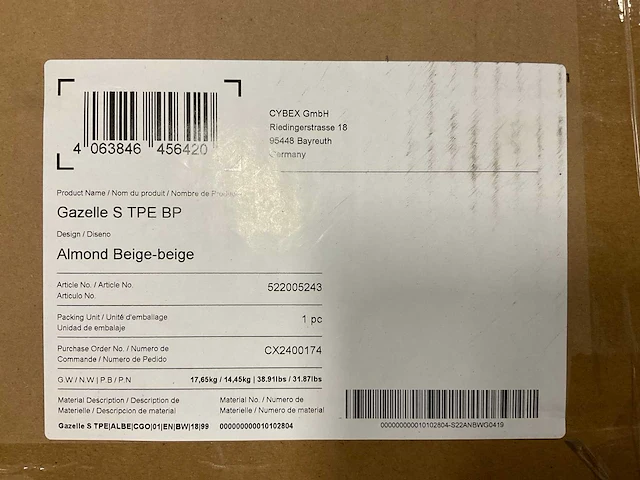 4 063846 456420
CYBEX GmbH
Riedingerstrasse 18
95448 Bayreuth
Germany
Product Name / Nom du produit / Nombre de
Gazelle S TPE BP
Design / Diseno
Almond Beige-beige
Article No. / Article No.
Articulo No.
522005243
Packing Unit / Unité d'emballage
Unidad de embalaje
1 pc
Purchase Order No. / Numero de
Commande / Numero de Pedido
CX2400174
G.W / N.W | P.B / P.N
17,65kg / 14,45kg | 38.91lbs / 31.87lbs
Material Description / Description de
Materielle / Descripcion de material
Material No. / Numero de
Materielle / Numero de material
Gazelle S TPE|ALBE|CGO|01|EN|BW|18|99
000000000010102804
000000000010102804-S22ANBWG0419